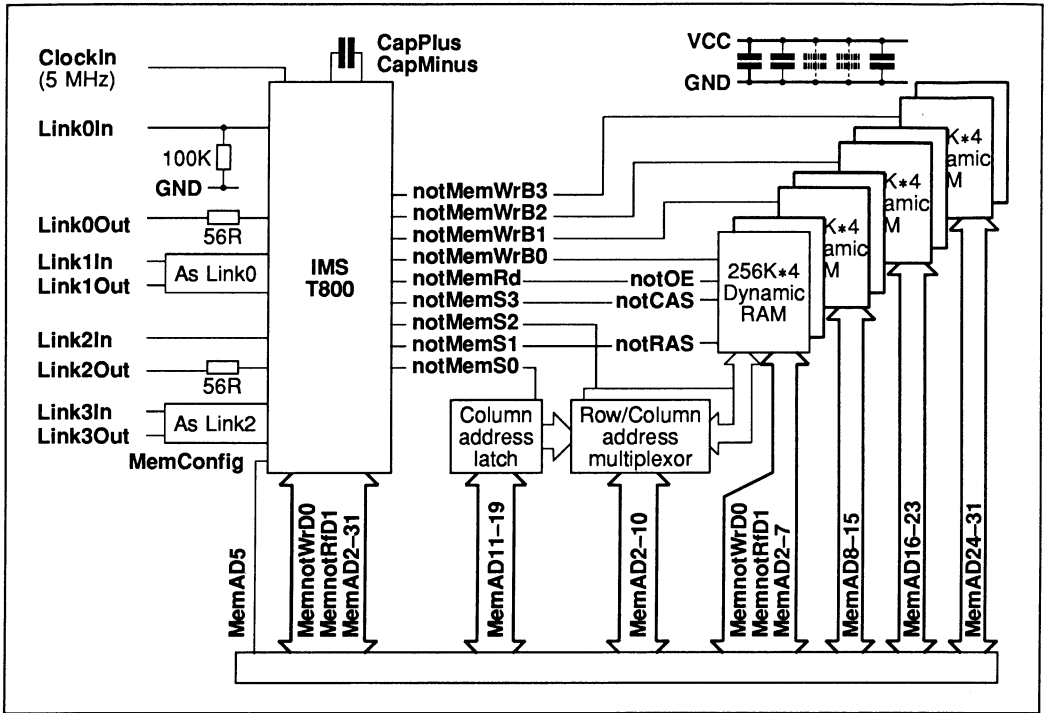 CapPlus
CapMinus
VCC
GND
ClockIn
(5 MHz)
Link0In
100K
GND
Link0Out
56R
Link1In
Link1Out
As Link0
Link2In
Link2Out
56R
Link3In
Link3Out
As Link2
MemConfig
IMS
T800
notMemWrB3
notMemWrB2
notMemWrB1
notMemWrB0
notMemRd
notMemS3
notMemS2
notMemS1
notMemS0
notOE
notCAS
notRAS
256K*4
Dynamic
RAM
K*4
amic
M
K*4
amic
M
K*4
amic
M
Column
address
latch
Row/Column
address
multiplexor
MemAD5
MemnotWrD0
MemnotRfD1
MemAD2–31
MemAD11–19
MemAD2–10
MemnotWrD0
MemnotRfD1
MemAD2–7
MemAD8–15
MemAD16–23
MemAD24–31